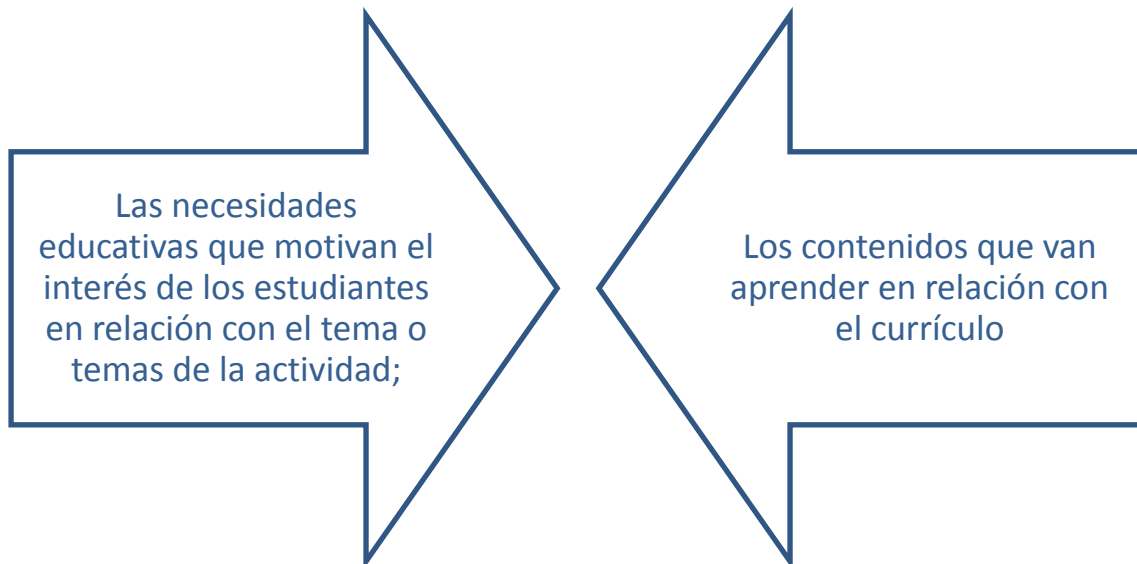 Las necesidades
educativas que motivan el
interés de los estudiantes
en relación con el tema o
temas de la actividad;
Los contenidos que van
aprender en relación con
el currículo